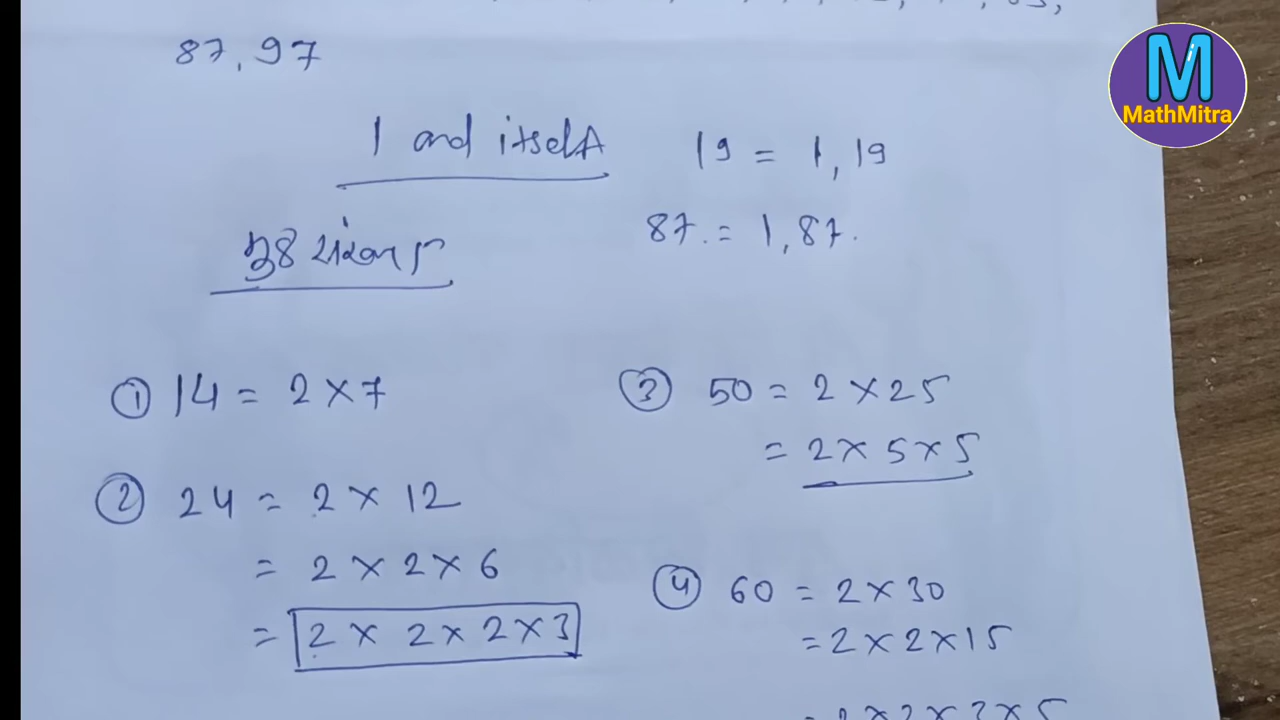 87, 97
M
MathMitra
1 and itself
19 = 1, 19
87. = 1, 87.
① 14 = 2 × 7
② 24 = 2 × 12
= 2 × 2 × 6
= 2 × 2 × 2 × 3
③ 50 = 2 × 25
= 2 × 5 × 5
④ 60 = 2 × 30
= 2 × 2 × 15